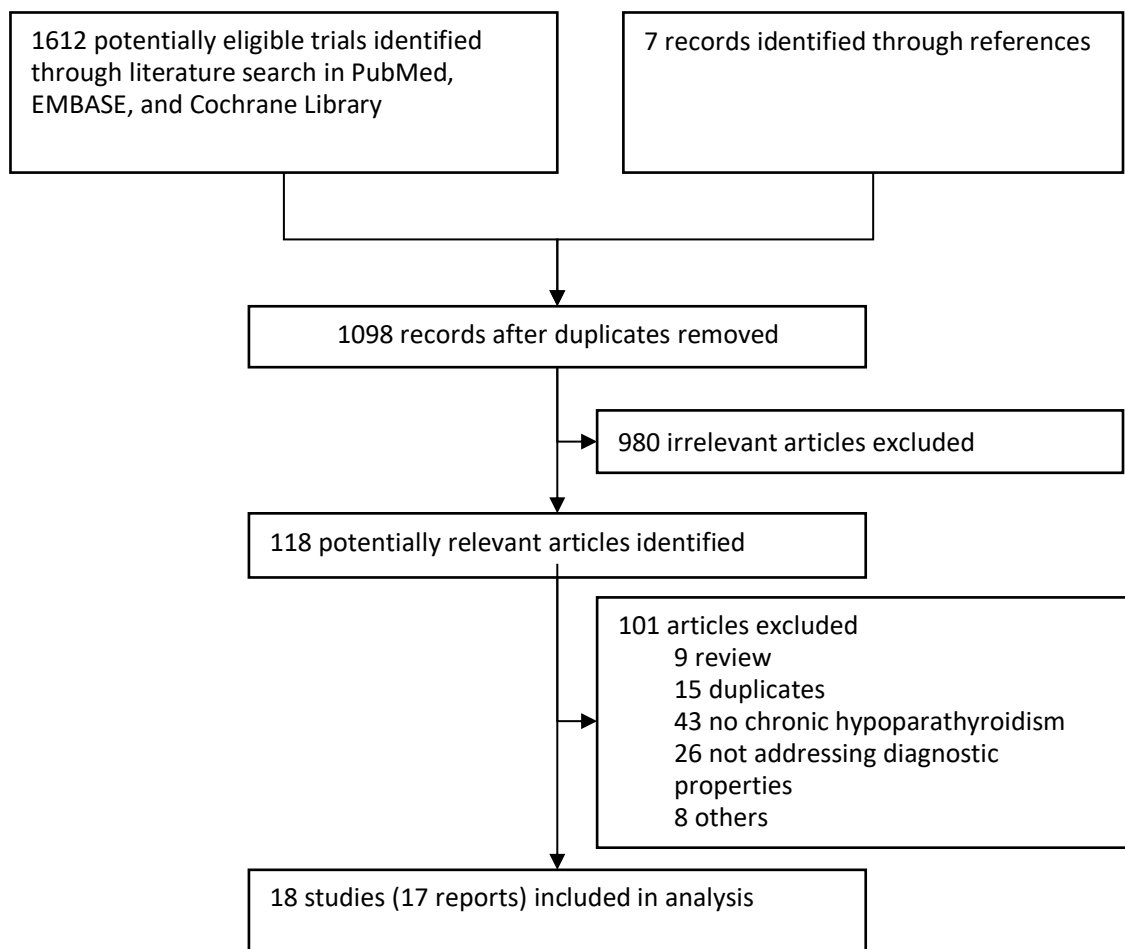 1612 potentially eligible trials identified
through literature search in PubMed,
EMBASE, and Cochrane Library
7 records identified through references
1098 records after duplicates removed
980 irrelevant articles excluded
118 potentially relevant articles identified
101 articles excluded
9 review
15 duplicates
43 no chronic hypoparathyroidism
26 not addressing diagnostic
properties
8 others
18 studies (17 reports) included in analysis